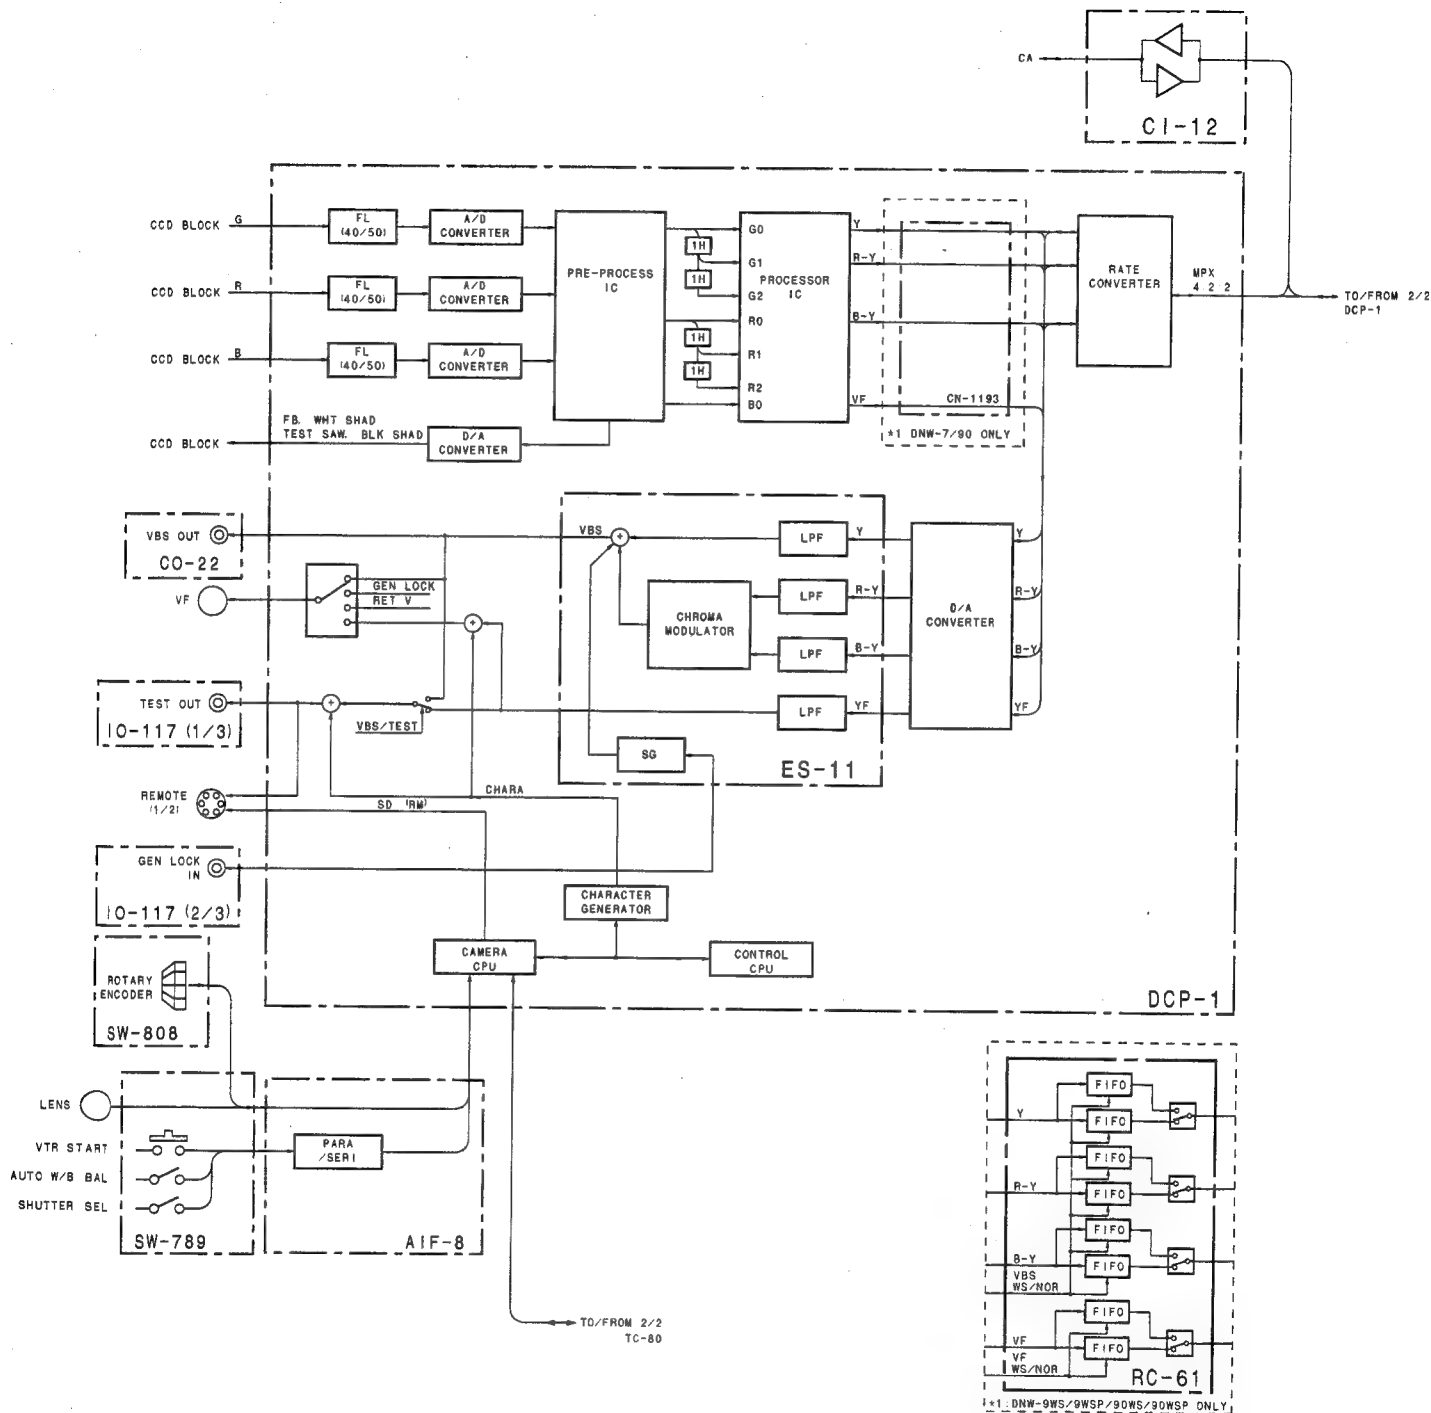 CA
CI-12
CCD BLOCK G
FL
(40/50)
A/D
CONVERTER
CCD BLOCK R
FL
(40/50)
A/D
CONVERTER
CCD BLOCK B
FL
(40/50)
A/D
CONVERTER
PRE-PROCESS
IC
1H
1H
1H
1H
G0
G1
G2
R0
R1
R2
B0
PROCESSOR
IC
Y
R-Y
B-Y
VF
CN-1193
*1 DNW-7/90 ONLY
RATE
CONVERTER
MPX
4 2 2
TO/FROM 2/2
DCP-1
CCD BLOCK
FB. WHT SHAD
TEST SAW. BLK SHAD
D/A
CONVERTER
VBS OUT
CO-22
VF
GEN LOCK
RET V
VBS
LPF
Y
LPF
R-Y
LPF
B-Y
LPF
YF
CHROMA
MODULATOR
SG
ES-11
D/A
CONVERTER
Y
R-Y
B-Y
YF
TEST OUT
IO-117 (1/3)
VBS/TEST
REMOTE
(1/2)
CHARA
SD (RM)
GEN LOCK
IN
IO-117 (2/3)
CHARACTER
GENERATOR
CAMERA
CPU
CONTROL
CPU
DCP-1
ROTARY
ENCODER
SW-808
LENS
VTR START
AUTO W/B BAL
SHUTTER SEL
SW-789
PARA
/SERI
AIF-8
TO/FROM 2/2
TC-80
Y
FIFO
FIFO
R-Y
FIFO
FIFO
B-Y
FIFO
FIFO
VBS
WS/NOR
VF
FIFO
FIFO
VF
WS/NOR
RC-61
*1: DNW-9WS/9WSP/90WS/90WSP ONLY